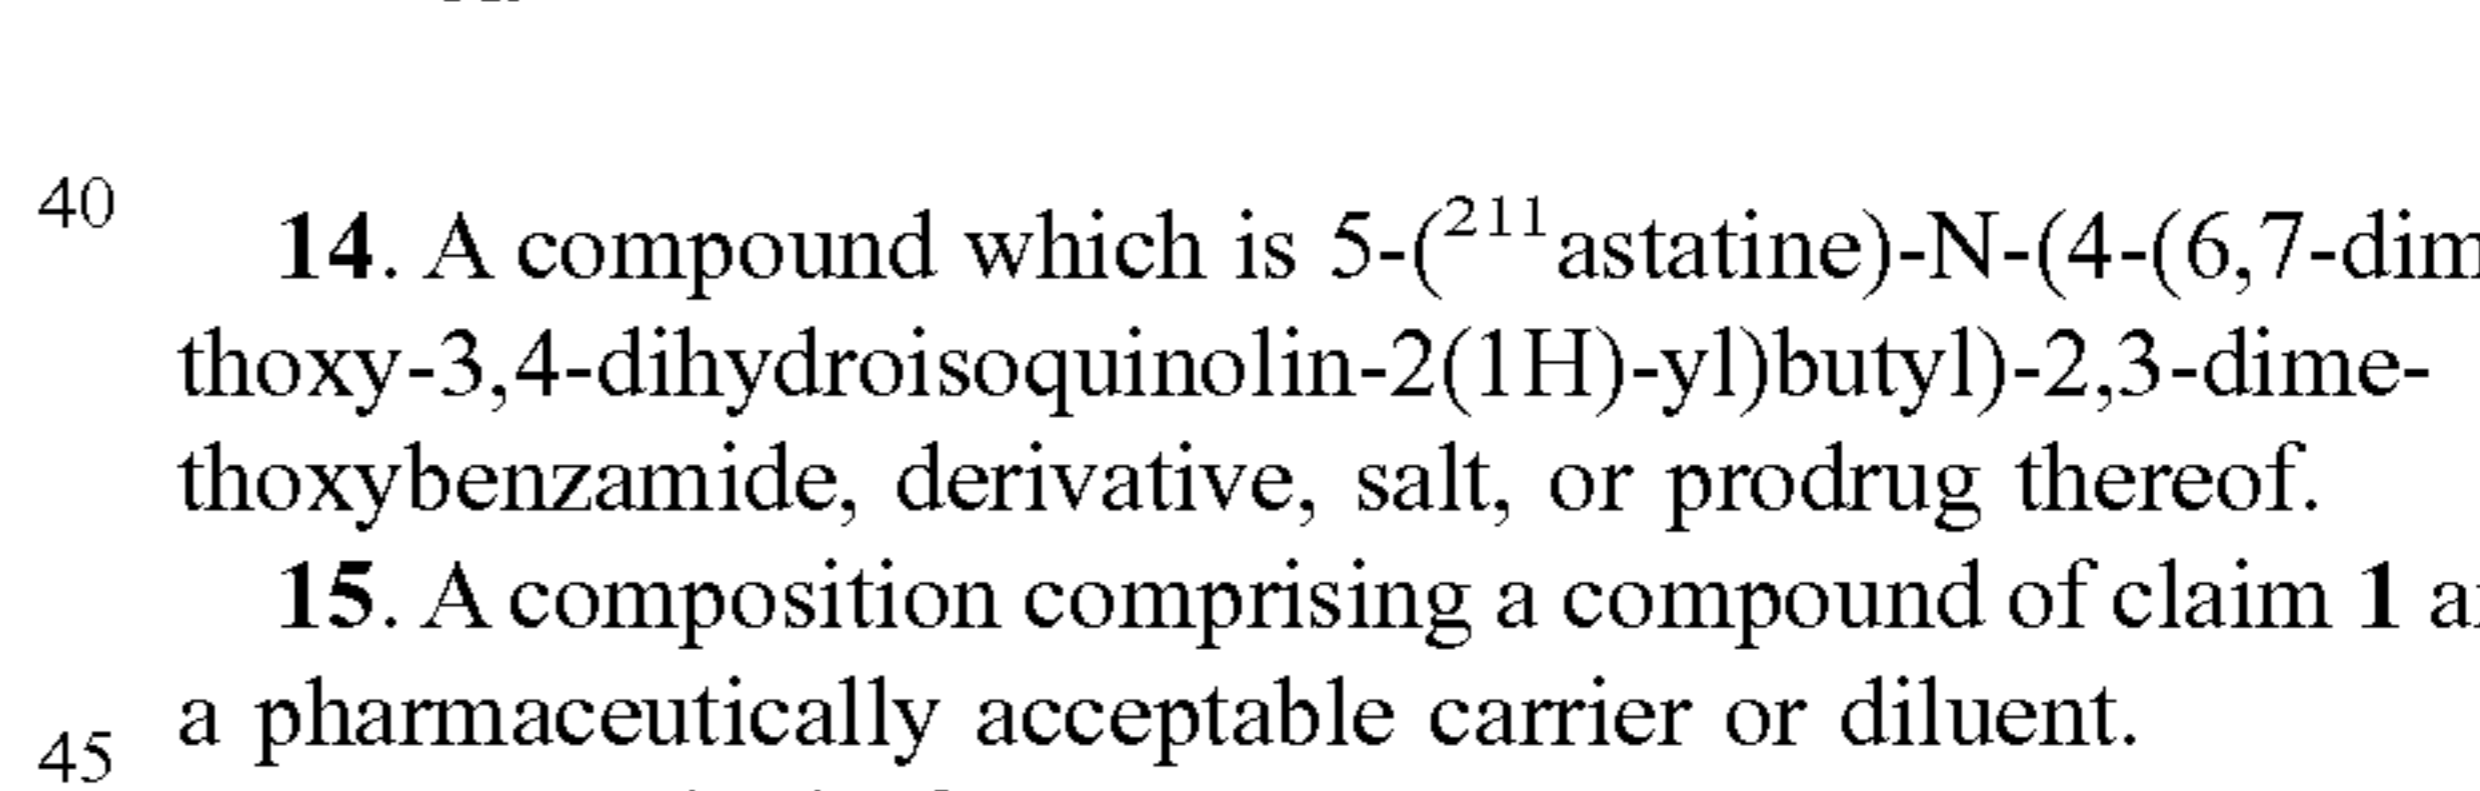 40
14. A compound which is 5-(²¹¹astatine)-N-(4-(6,7-dim
thoxy-3,4-dihydroisoquinolin-2(1H)-yl)butyl)-2,3-dime-
thoxybenzamide, derivative, salt, or prodrug thereof.
15. A composition comprising a compound of claim 1
a pharmaceutically acceptable carrier or diluent.
45